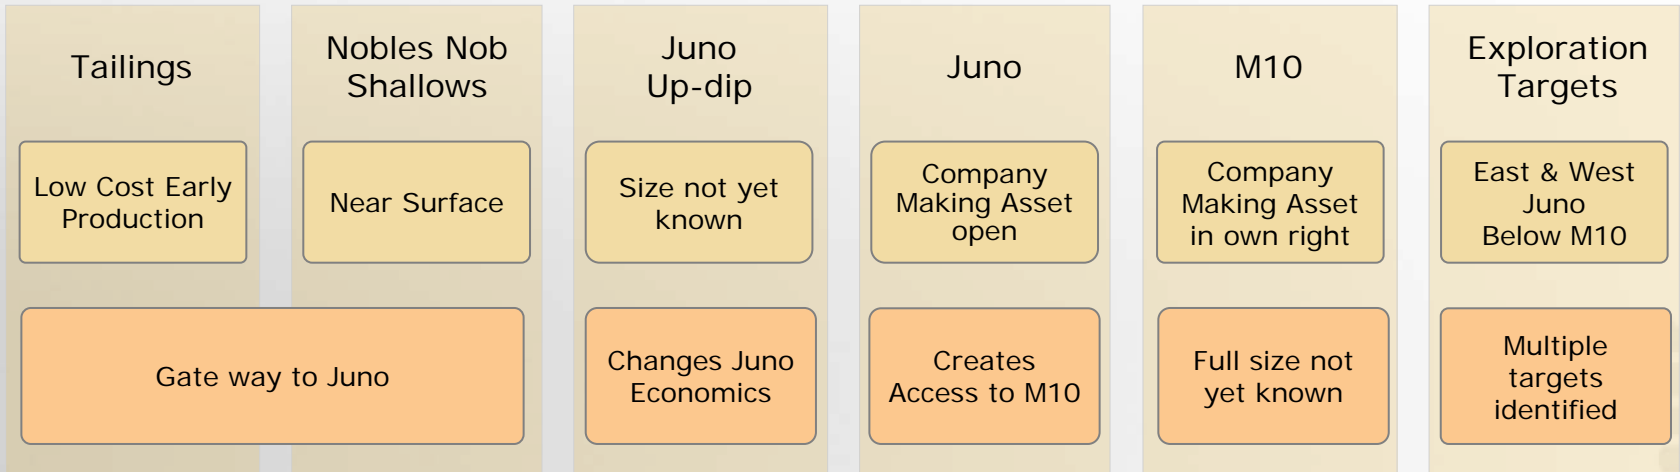 Tailings
Nobles Nob
Shallows
Juno
Up-dip
Juno
M10
Exploration
Targets
Low Cost Early
Production
Near Surface
Size not yet
known
Company
Making Asset
open
Company
Making Asset
in own right
East & West
Juno
Below M10
Gate way to Juno
Changes Juno
Economics
Creates
Access to M10
Full size not
yet known
Multiple
targets
identified